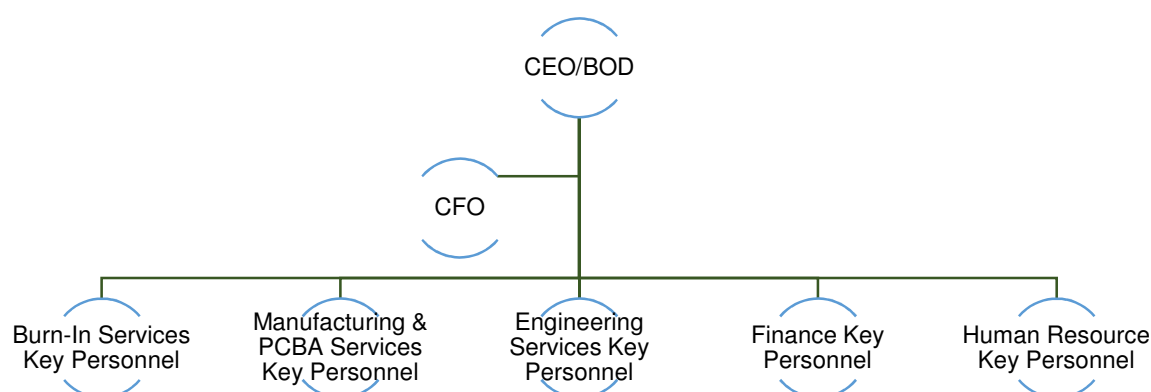 CEO/BOD
CFO
Burn-In Services
Key Personnel
Manufacturing &
PCBA Services
Key Personnel
Engineering
Services Key
Personnel
Finance Key
Personnel
Human Resource
Key Personnel